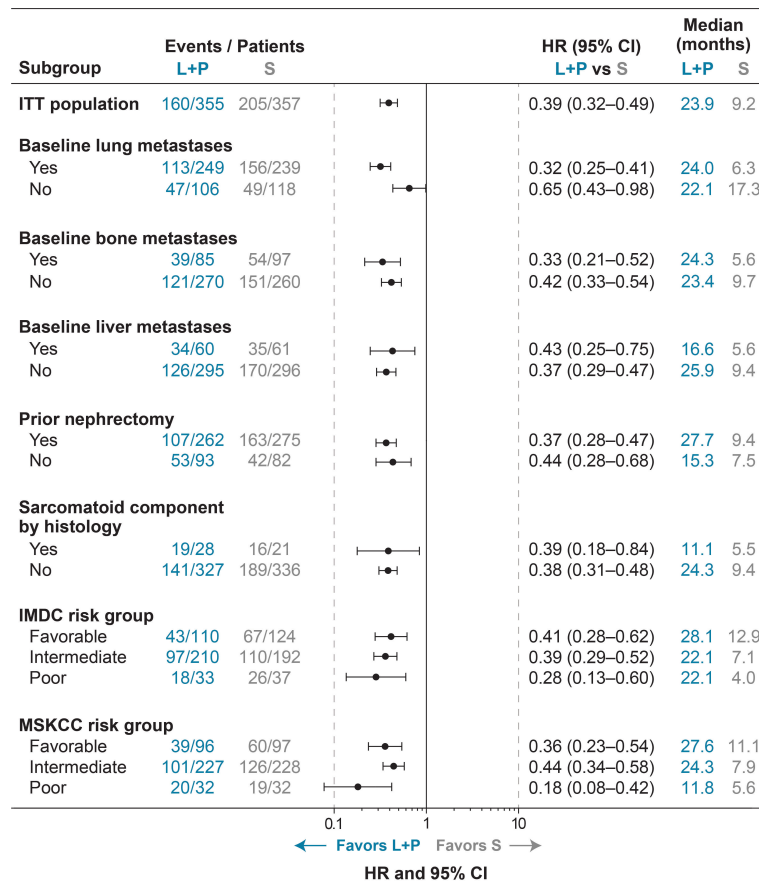 Events / Patients HR (95% CI) Median (months)
Subgroup L+P S L+P vs S L+P S
ITT population 160/355 205/357 0.39 (0.32–0.49) 23.9 9.2
Baseline lung metastases
Yes 113/249 156/239 0.32 (0.25–0.41) 24.0 6.3
No 47/106 49/118 0.65 (0.43–0.98) 22.1 17.3
Baseline bone metastases
Yes 39/85 54/97 0.33 (0.21–0.52) 24.3 5.6
No 121/270 151/260 0.42 (0.33–0.54) 23.4 9.7
Baseline liver metastases
Yes 34/60 35/61 0.43 (0.25–0.75) 16.6 5.6
No 126/295 170/296 0.37 (0.29–0.47) 25.9 9.4
Prior nephrectomy
Yes 107/262 163/275 0.37 (0.28–0.47) 27.7 9.4
No 53/93 42/82 0.44 (0.28–0.68) 15.3 7.5
Sarcomatoid component
by histology
Yes 19/28 16/21 0.39 (0.18–0.84) 11.1 5.5
No 141/327 189/336 0.38 (0.31–0.48) 24.3 9.4
IMDC risk group
Favorable 43/110 67/124 0.41 (0.28–0.62) 28.1 12.9
Intermediate 97/210 110/192 0.39 (0.29–0.52) 22.1 7.1
Poor 18/33 26/37 0.28 (0.13–0.60) 22.1 4.0
MSKCC risk group
Favorable 39/96 60/97 0.36 (0.23–0.54) 27.6 11.1
Intermediate 101/227 126/228 0.44 (0.34–0.58) 24.3 7.9
Poor 20/32 19/32 0.18 (0.08–0.42) 11.8 5.6
0.1 1 10
Favors L+P Favors S
HR and 95% CI